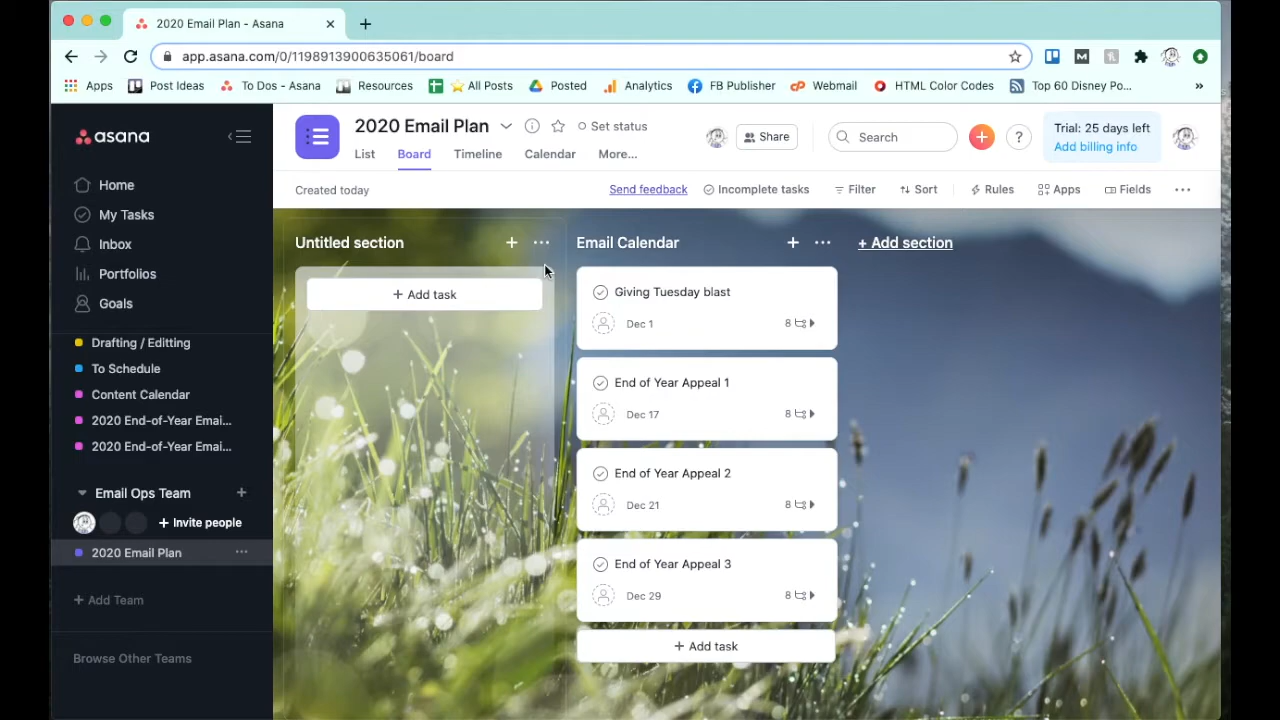 2020 Email Plan - Asana
app.asana.com/0/1198913900635061/board
Apps Post Ideas To Dos - Asana Resources All Posts Posted Analytics FB Publisher Webmail HTML Color Codes Top 60 Disney Po... »
asana
Home
My Tasks
Inbox
Portfolios
Goals
Drafting / Editting
To Schedule
Content Calendar
2020 End-of-Year Emai...
2020 End-of-Year Emai...
Email Ops Team +
+ Invite people
2020 Email Plan ...
+ Add Team
Browse Other Teams
2020 Email Plan Set status
List Board Timeline Calendar More...
Share
Search
?
Trial: 25 days left
Add billing info
Created today
Send feedback Incomplete tasks Filter Sort Rules Apps Fields ...
Untitled section + ...
+ Add task
Email Calendar + ...
Giving Tuesday blast
Dec 1 8
End of Year Appeal 1
Dec 17 8
End of Year Appeal 2
Dec 21 8
End of Year Appeal 3
Dec 29 8
+ Add task
+ Add section